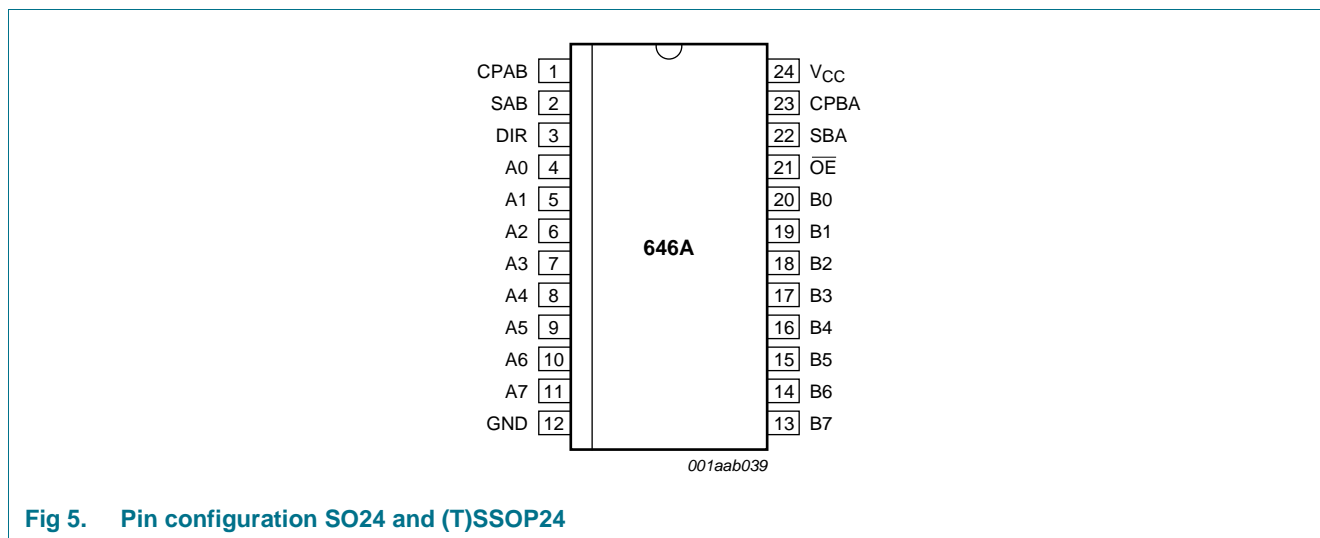 CPAB 1 24 VCC
SAB 2 23 CPBA
DIR 3 22 SBA
A0 4 21 O̅E̅
A1 5 20 B0
A2 6 19 B1
A3 7 18 B2
646A
A4 8 17 B3
A5 9 16 B4
A6 10 15 B5
A7 11 14 B6
GND 12 13 B7
001aab039
Fig 5. Pin configuration SO24 and (T)SSOP24